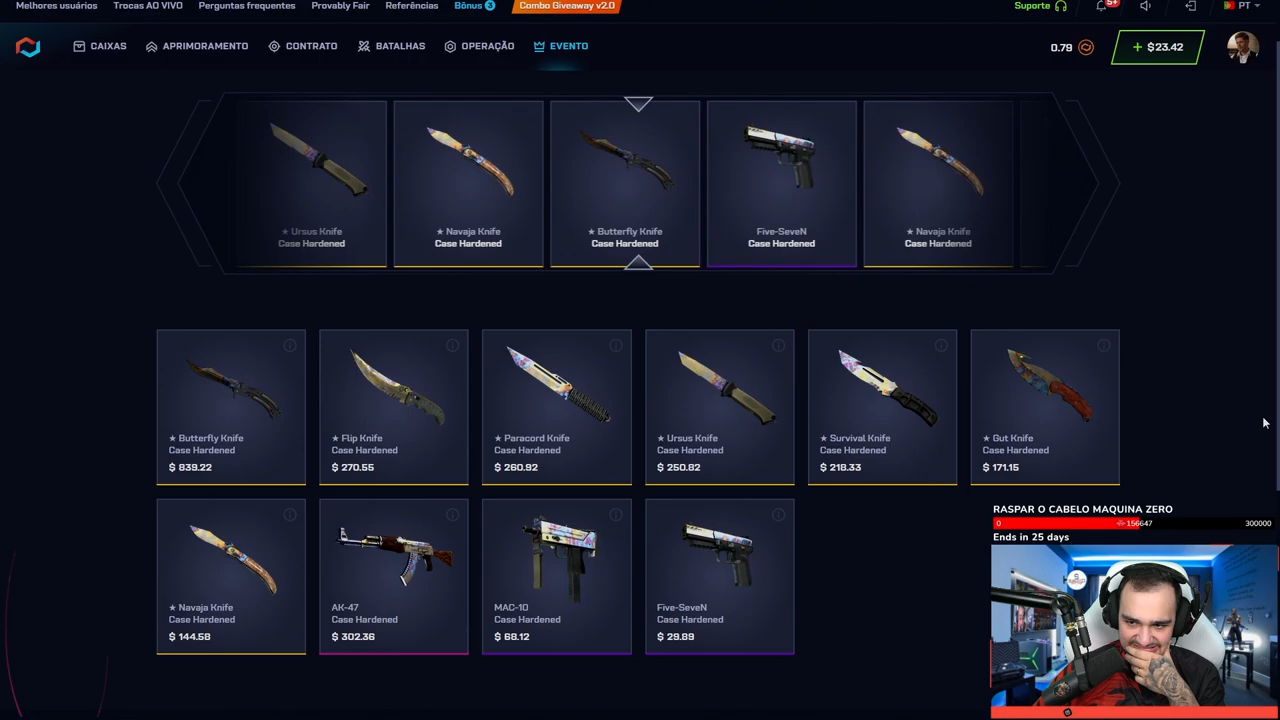 Melhores usuários Trocas AO VIVO Perguntas frequentes Provably Fair Referências Bônus 3 Combo Giveaway v2.0 Suporte 5+ PT
CAIXAS APRIMORAMENTO CONTRATO BATALHAS OPERAÇÃO EVENTO 0.79 + $23.42
★ Ursus Knife
Case Hardened
★ Navaja Knife
Case Hardened
★ Butterfly Knife
Case Hardened
Five-SeveN
Case Hardened
★ Navaja Knife
Case Hardened
★ Butterfly Knife
Case Hardened
$ 839.22
★ Flip Knife
Case Hardened
$ 270.55
★ Paracord Knife
Case Hardened
$ 260.92
★ Ursus Knife
Case Hardened
$ 250.82
★ Survival Knife
Case Hardened
$ 218.33
★ Gut Knife
Case Hardened
$ 171.15
★ Navaja Knife
Case Hardened
$ 144.58
AK-47
Case Hardened
$ 302.36
MAC-10
Case Hardened
$ 68.12
Five-SeveN
Case Hardened
$ 29.89
RASPAR O CABELO MAQUINA ZERO
0 156647 300000
Ends in 25 days